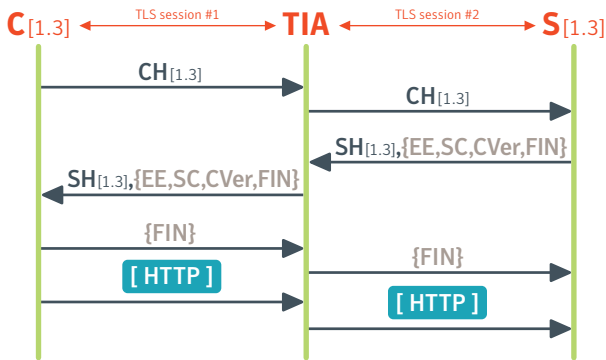 C[1.3] TLS session #1 TIA TLS session #2 S[1.3]
CH[1.3]
CH[1.3]
SH[1.3],{EE,SC,CVer,FIN}
SH[1.3],{EE,SC,CVer,FIN}
{FIN}
{FIN}
[ HTTP ]
[ HTTP ]